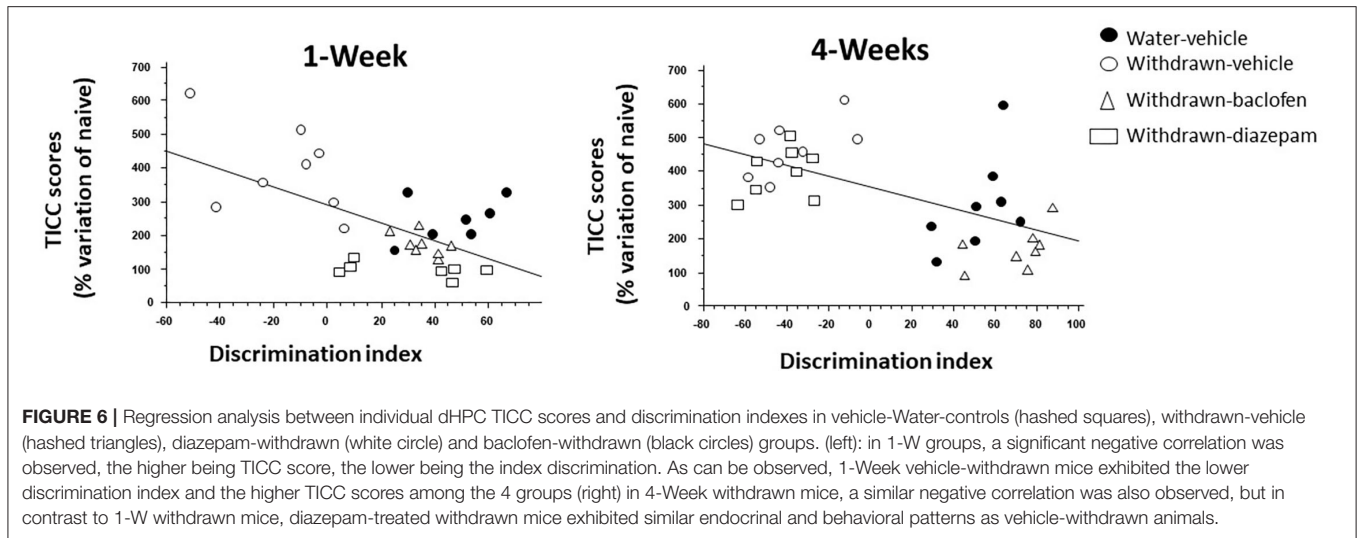 1-Week
4-Weeks
Water-vehicle
Withdrawn-vehicle
Withdrawn-baclofen
Withdrawn-diazepam
TICC scores
(% variation of naive)
700
600
500
400
300
200
100
0
-60 -40 -20 0 20 40 60
Discrimination index
TICC scores
(% variation of naive)
700
600
500
400
300
200
100
0
-80 -60 -40 -20 0 20 40 60 80 100
Discrimination index
FIGURE 6 | Regression analysis between individual dHPC TICC scores and discrimination indexes in vehicle-Water-controls (hashed squares), withdrawn-vehicle
(hashed triangles), diazepam-withdrawn (white circle) and baclofen-withdrawn (black circles) groups. (left): in 1-W groups, a significant negative correlation was
observed, the higher being TICC score, the lower being the index discrimination. As can be observed, 1-Week vehicle-withdrawn mice exhibited the lower
discrimination index and the higher TICC scores among the 4 groups (right) in 4-Week withdrawn mice, a similar negative correlation was also observed, but in
contrast to 1-W withdrawn mice, diazepam-treated withdrawn mice exhibited similar endocrinal and behavioral patterns as vehicle-withdrawn animals.